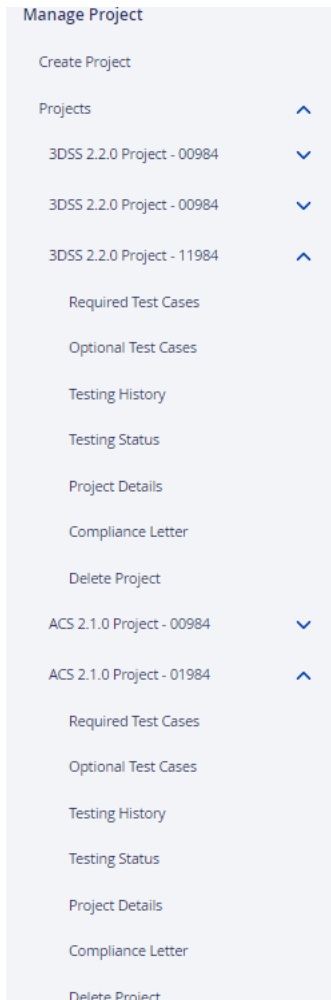 Manage Project
Create Project
Projects
3DSS 2.2.0 Project - 00984
3DSS 2.2.0 Project - 00984
3DSS 2.2.0 Project - 11984
Required Test Cases
Optional Test Cases
Testing History
Testing Status
Project Details
Compliance Letter
Delete Project
ACS 2.1.0 Project - 00984
ACS 2.1.0 Project - 01984
Required Test Cases
Optional Test Cases
Testing History
Testing Status
Project Details
Compliance Letter
Delete Project